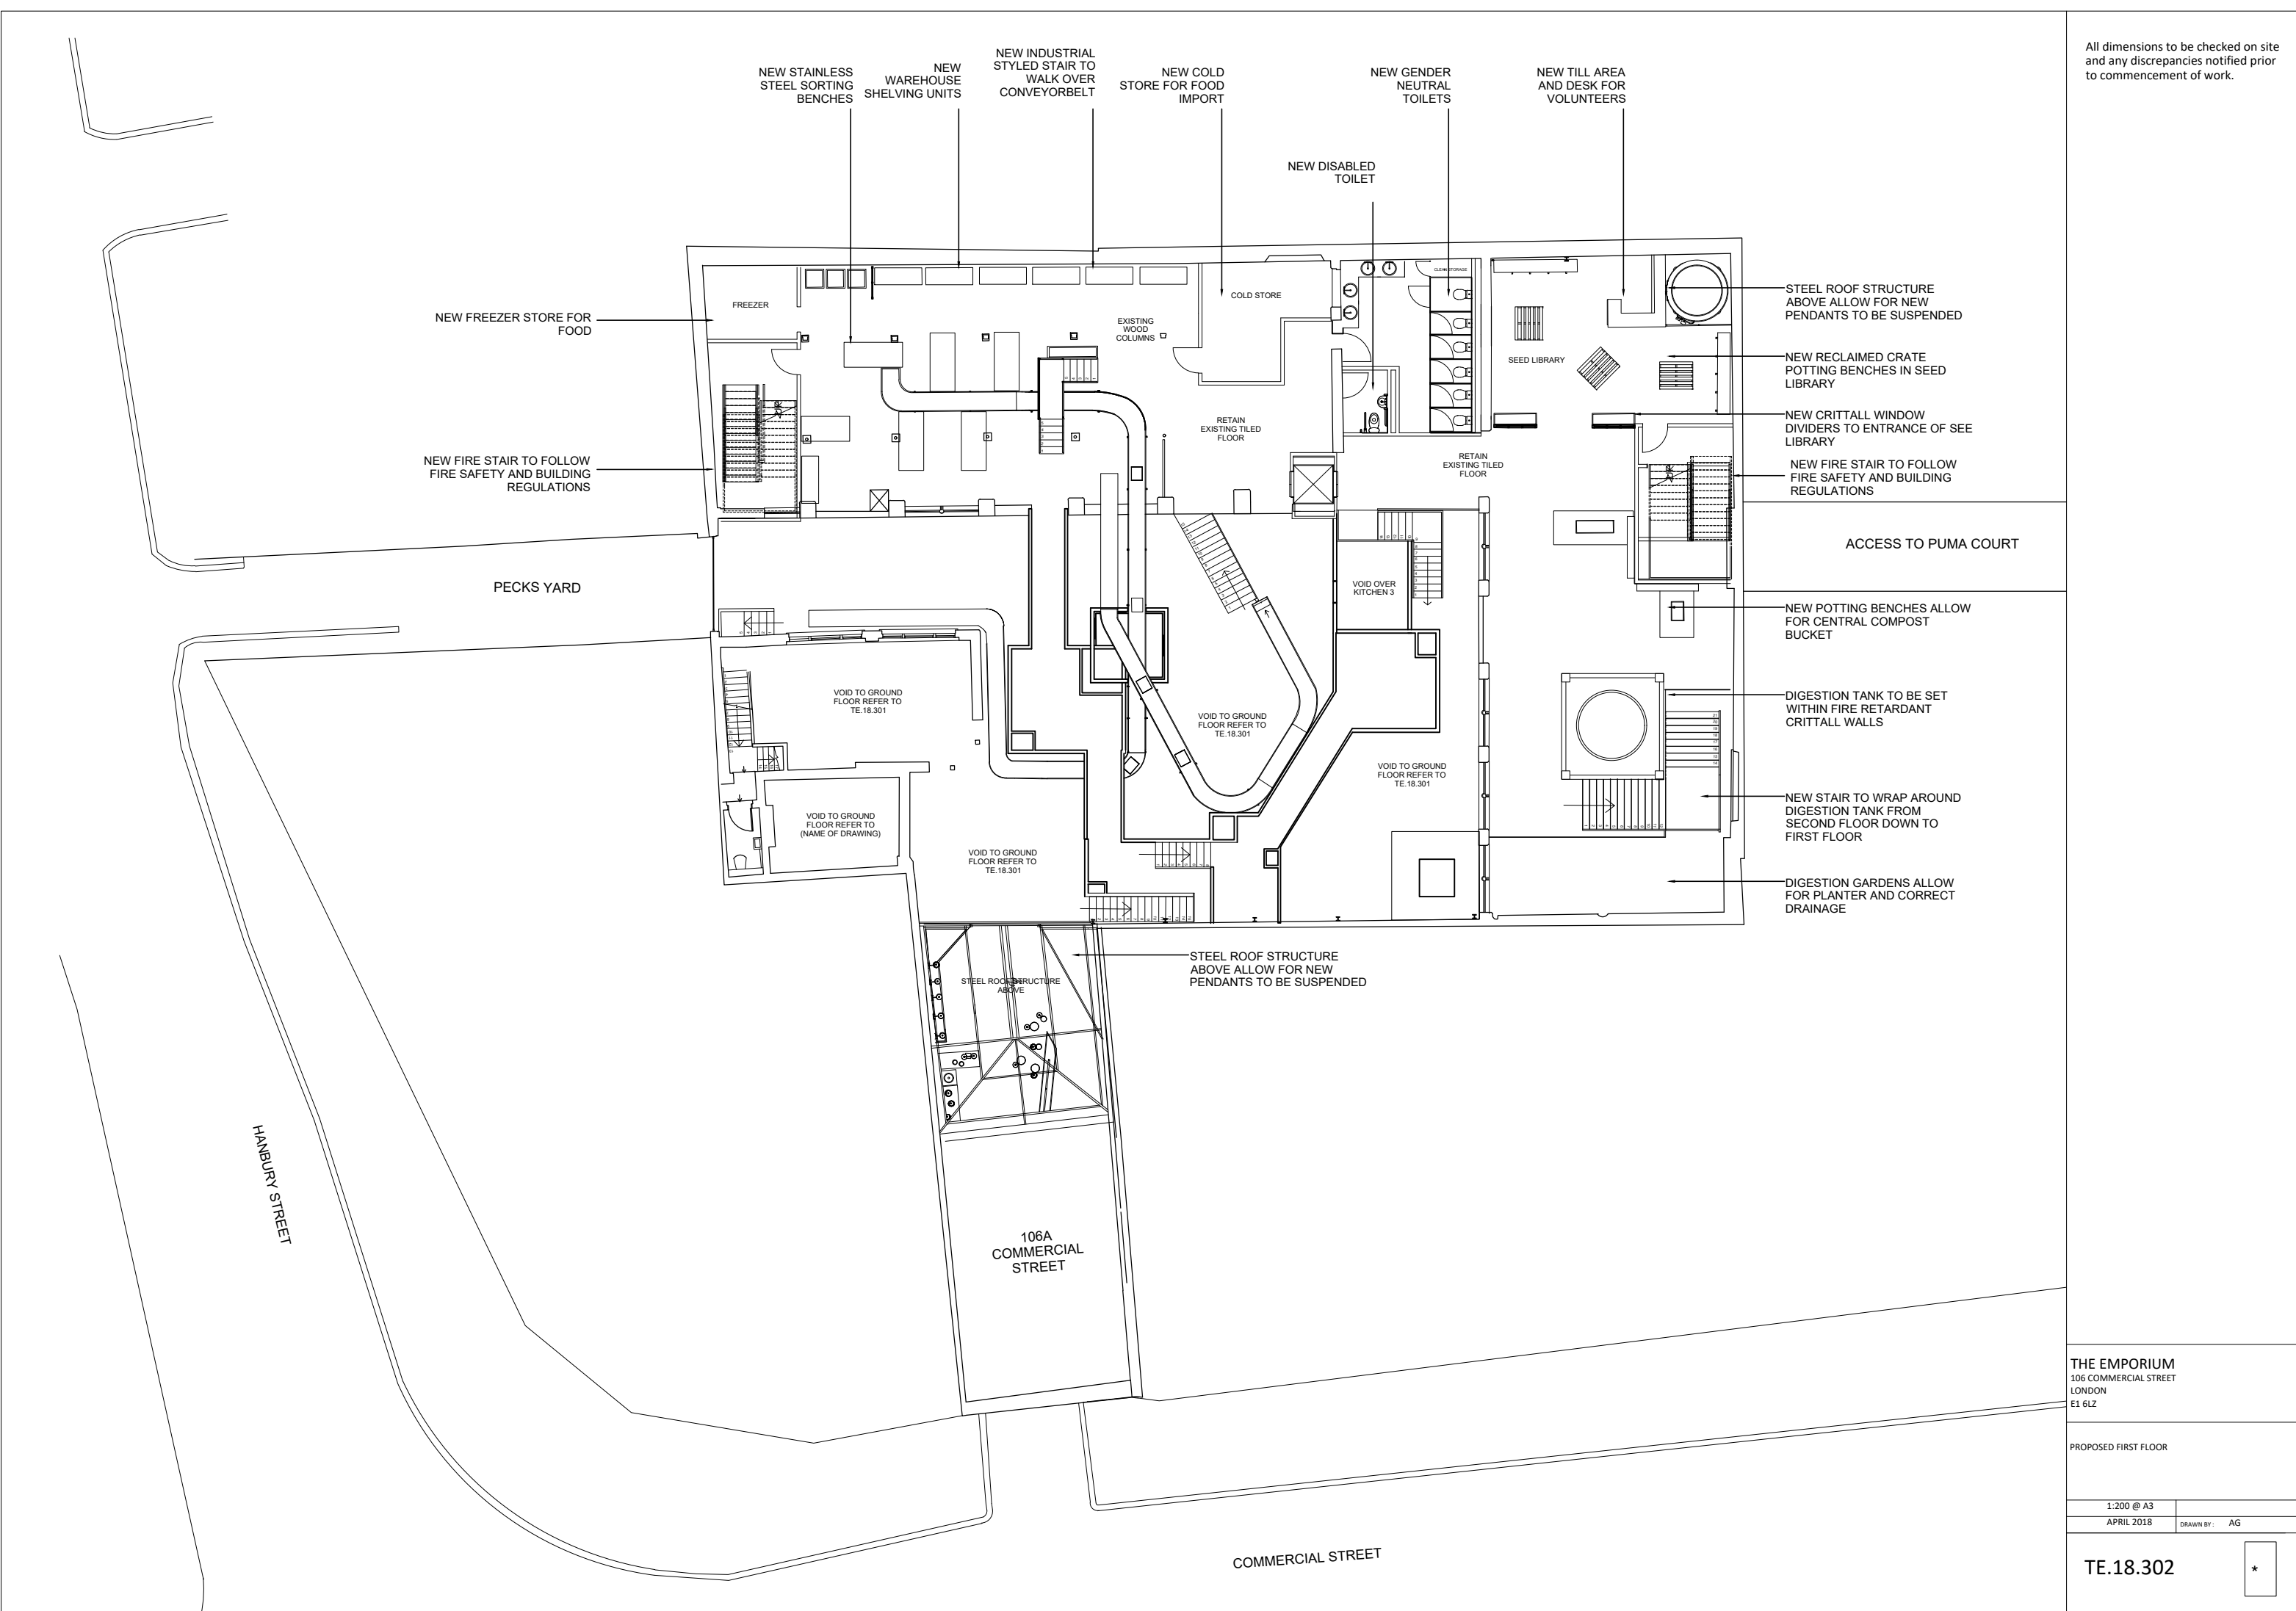 All dimensions to be checked on site
and any discrepancies notified prior
to commencement of work.
NEW STAINLESS
STEEL SORTING
BENCHES
NEW
WAREHOUSE
SHELVING UNITS
NEW INDUSTRIAL
STYLED STAIR TO
WALK OVER
CONVEYORBELT
NEW COLD
STORE FOR FOOD
IMPORT
NEW GENDER
NEUTRAL
TOILETS
NEW TILL AREA
AND DESK FOR
VOLUNTEERS
NEW DISABLED
TOILET
NEW FREEZER STORE FOR
FOOD
NEW FIRE STAIR TO FOLLOW
FIRE SAFETY AND BUILDING
REGULATIONS
FREEZER
EXISTING
WOOD
COLUMNS
COLD STORE
RETAIN
EXISTING TILED
FLOOR
SEED LIBRARY
RETAIN
EXISTING TILED
FLOOR
STEEL ROOF STRUCTURE
ABOVE ALLOW FOR NEW
PENDANTS TO BE SUSPENDED
NEW RECLAIMED CRATE
POTTING BENCHES IN SEED
LIBRARY
NEW CRITTALL WINDOW
DIVIDERS TO ENTRANCE OF SEE
LIBRARY
NEW FIRE STAIR TO FOLLOW
FIRE SAFETY AND BUILDING
REGULATIONS
ACCESS TO PUMA COURT
NEW POTTING BENCHES ALLOW
FOR CENTRAL COMPOST
BUCKET
DIGESTION TANK TO BE SET
WITHIN FIRE RETARDANT
CRITTALL WALLS
NEW STAIR TO WRAP AROUND
DIGESTION TANK FROM
SECOND FLOOR DOWN TO
FIRST FLOOR
DIGESTION GARDENS ALLOW
FOR PLANTER AND CORRECT
DRAINAGE
PECKS YARD
VOID OVER
KITCHEN 3
VOID TO GROUND
FLOOR REFER TO
TE.18.301
VOID TO GROUND
FLOOR REFER TO
TE.18.301
VOID TO GROUND
FLOOR REFER TO
TE.18.301
VOID TO GROUND
FLOOR REFER TO
(NAME OF DRAWING)
VOID TO GROUND
FLOOR REFER TO
TE.18.301
STEEL ROOF STRUCTURE
ABOVE ALLOW FOR NEW
PENDANTS TO BE SUSPENDED
STEEL ROOF STRUCTURE
ABOVE
HANBURY STREET
106A
COMMERCIAL
STREET
COMMERCIAL STREET
THE EMPORIUM
106 COMMERCIAL STREET
LONDON
E1 6LZ
PROPOSED FIRST FLOOR
1:200 @ A3
APRIL 2018
DRAWN BY : AG
TE.18.302
*